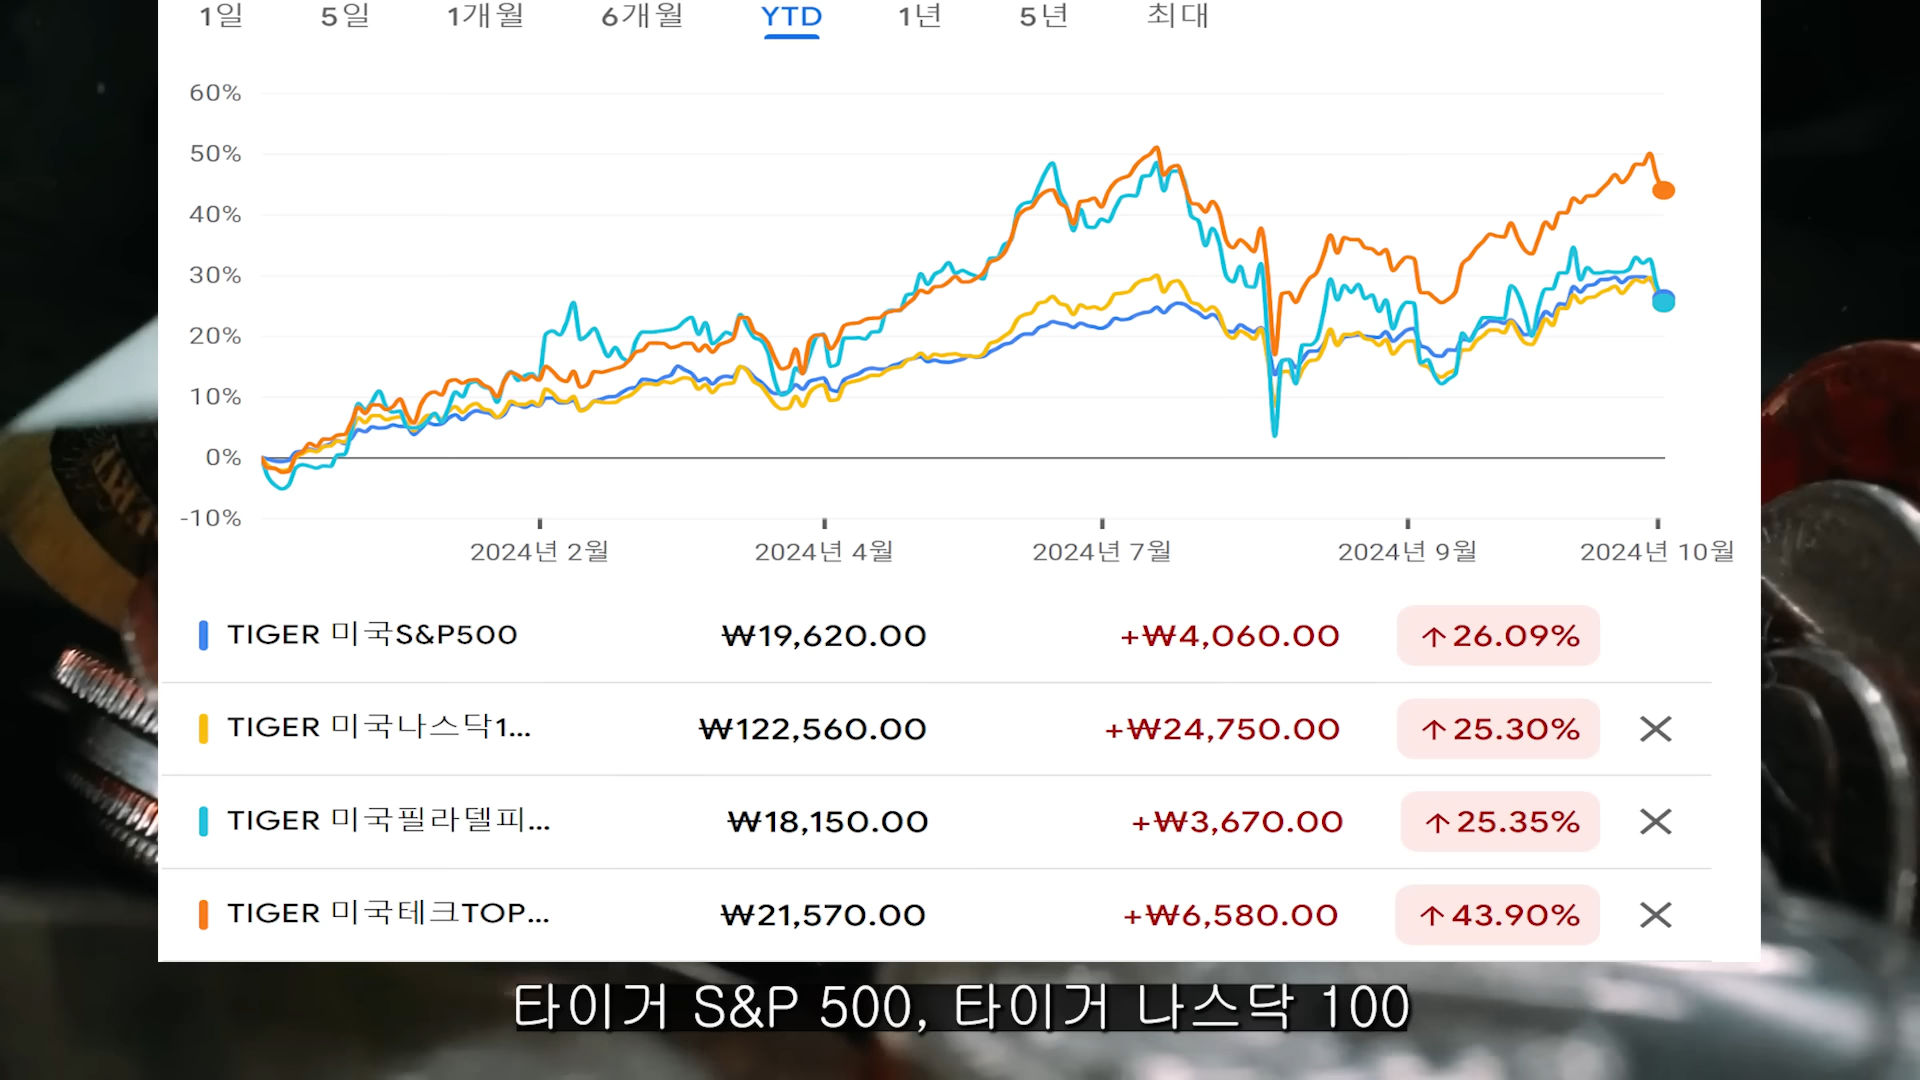 1일 5일 1개월 6개월 YTD 1년 5년 최대
60%
50%
40%
30%
20%
10%
0%
-10%
2024년 2월 2024년 4월 2024년 7월 2024년 9월 2024년 10월
TIGER 미국S&P500 ₩19,620.00 +₩4,060.00 ↑26.09%
TIGER 미국나스닥1... ₩122,560.00 +₩24,750.00 ↑25.30%
TIGER 미국필라델피... ₩18,150.00 +₩3,670.00 ↑25.35%
TIGER 미국테크TOP... ₩21,570.00 +₩6,580.00 ↑43.90%
타이거 S&P 500, 타이거 나스닥 100